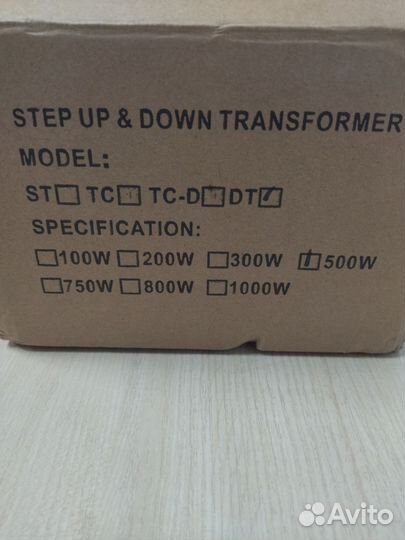 STEP UP & DOWN TRANSFORMER
MODEL:
ST☐ TC☐ TC-D☐ DT☑
SPECIFICATION:
☐100W ☐200W ☐300W ☑500W
☐750W ☐800W ☐1000W
Avito